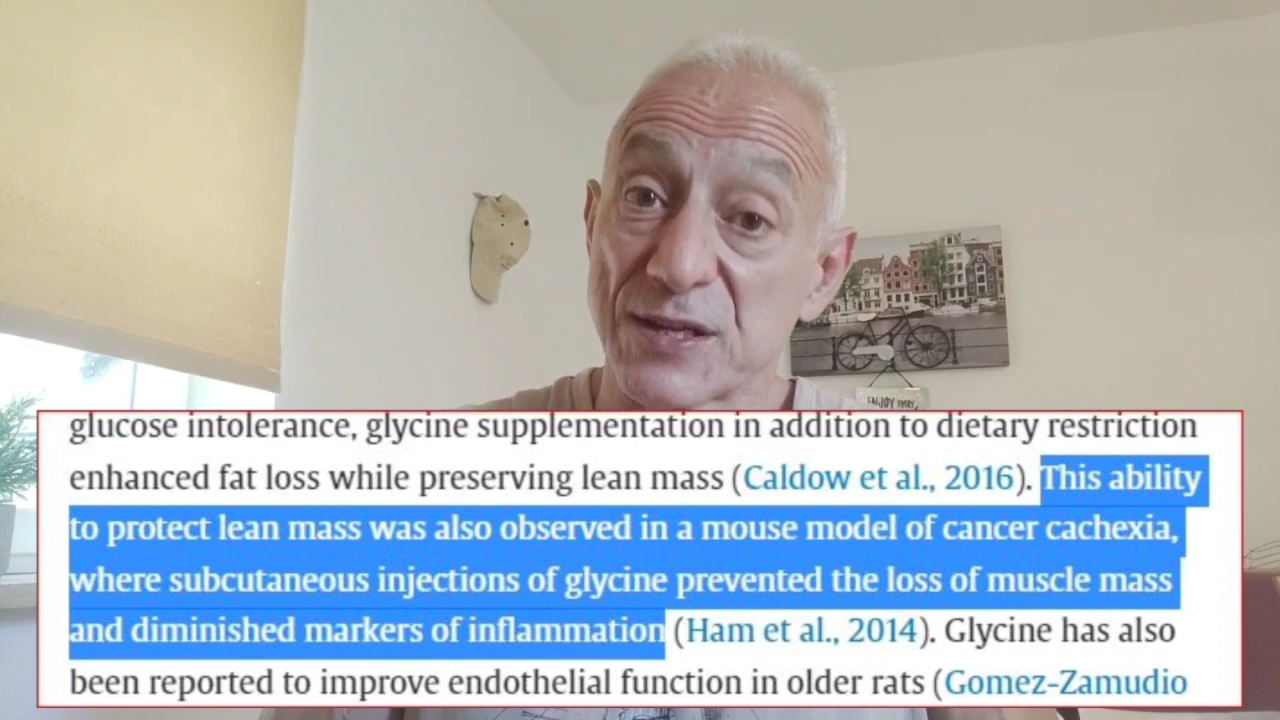 ENJOY EVERY
glucose intolerance, glycine supplementation in addition to dietary restriction
enhanced fat loss while preserving lean mass (Caldow et al., 2016). This ability
to protect lean mass was also observed in a mouse model of cancer cachexia,
where subcutaneous injections of glycine prevented the loss of muscle mass
and diminished markers of inflammation (Ham et al., 2014). Glycine has also
been reported to improve endothelial function in older rats (Gomez-Zamudio